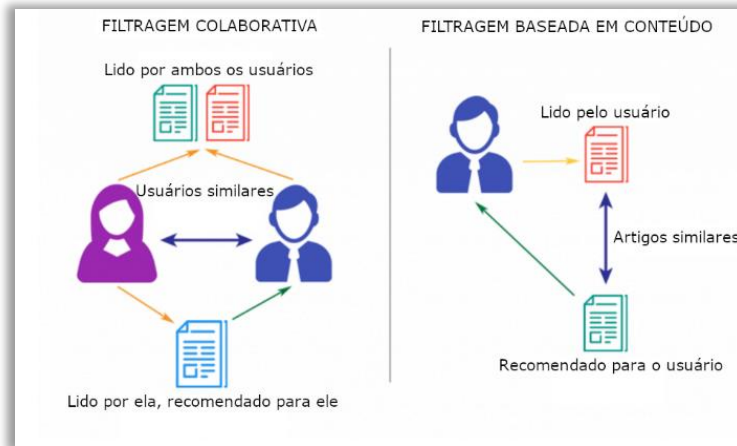 FILTRAGEM COLABORATIVA
Lido por ambos os usuários
Usuários similares
Lido por ela, recomendado para ele
FILTRAGEM BASEADA EM CONTEÚDO
Lido pelo usuário
Artigos similares
Recomendado para o usuário